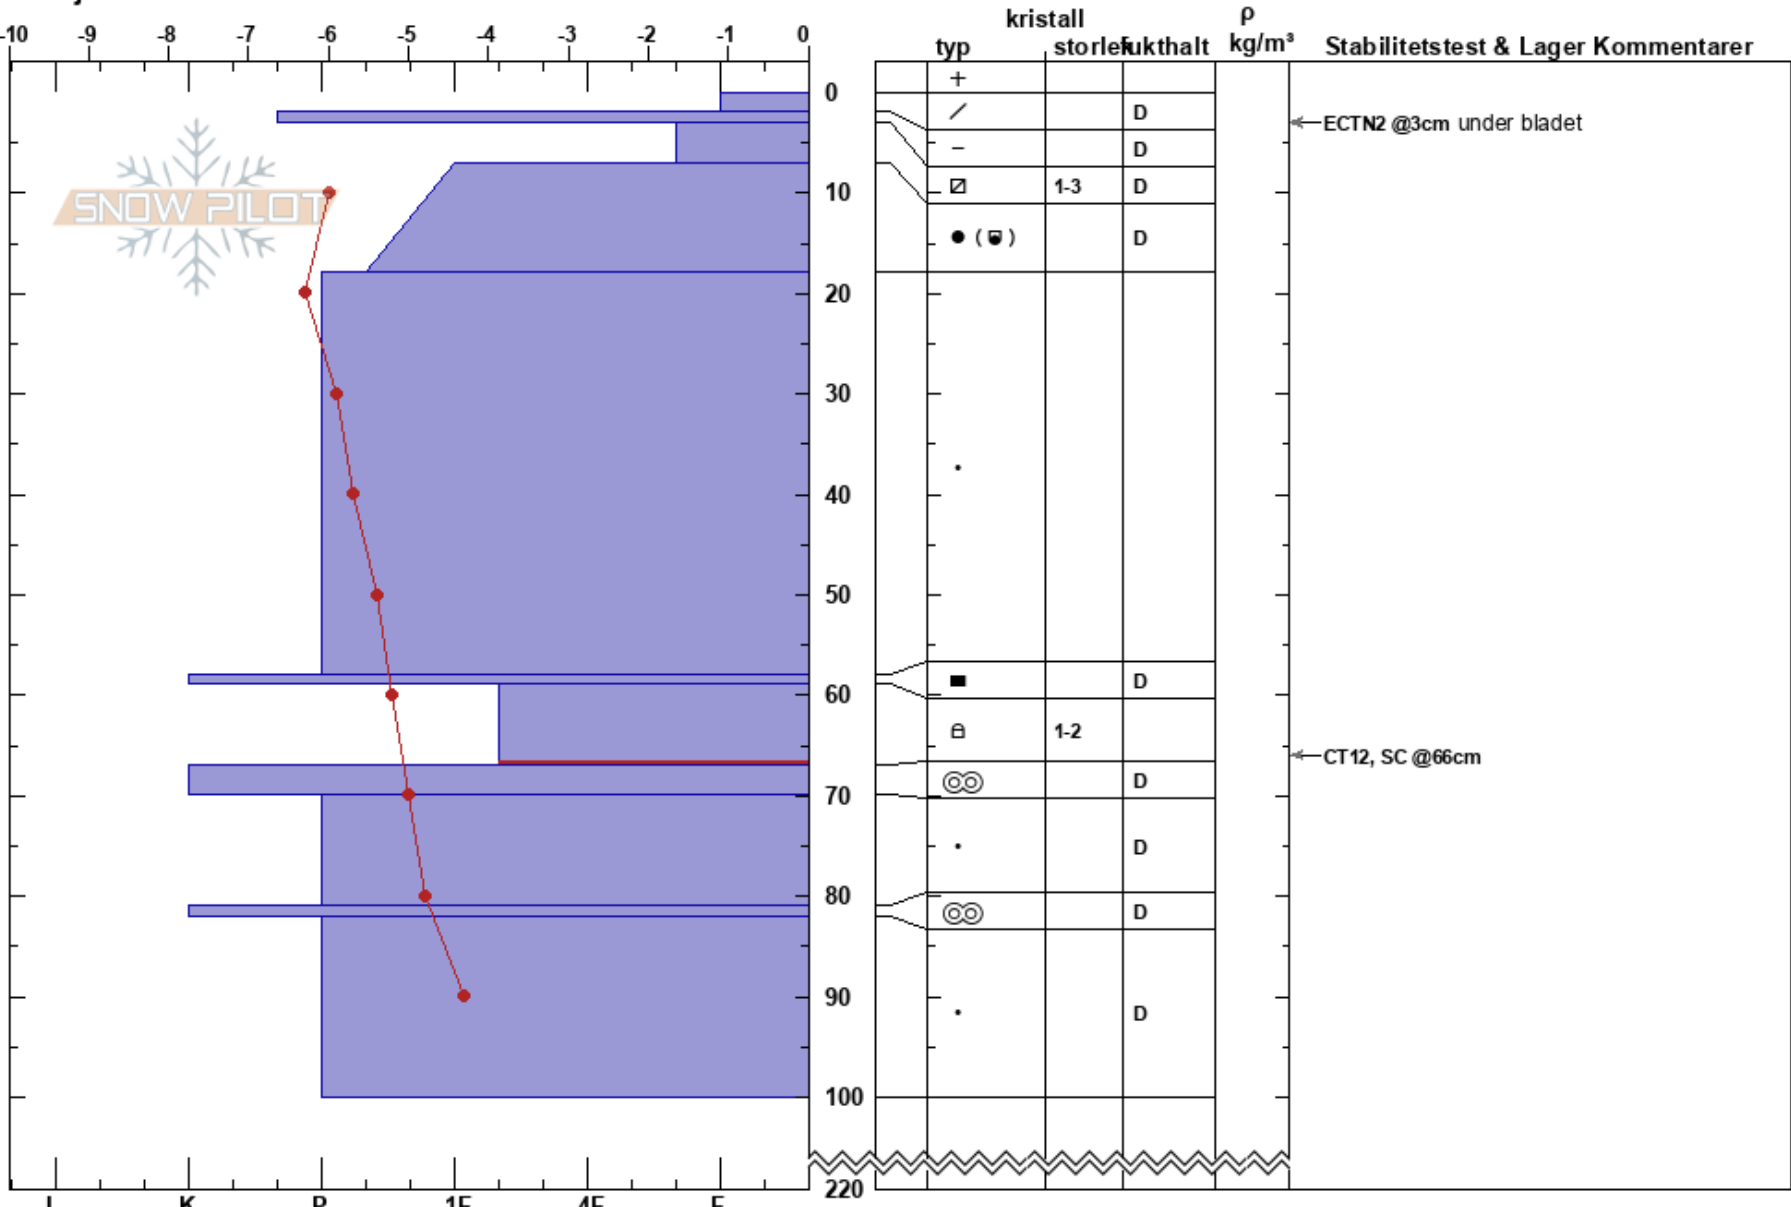 kristall ρ
-10 -9 -8 -7 -6 -5 -4 -3 -2 -1 0 typ storlek fukthalt kg/m³ Stabilitetstest & Lager Kommentarer
+
0
/ D
ECTN2 @3cm under bladet
– D
1-3 D
10
SNOW PILOT
● ( ) D
20
30
40
50
D
60
1-2
CT12, SC @66cm
D
70
D
80
D
90
D
100
220
I K P 1F 4F F